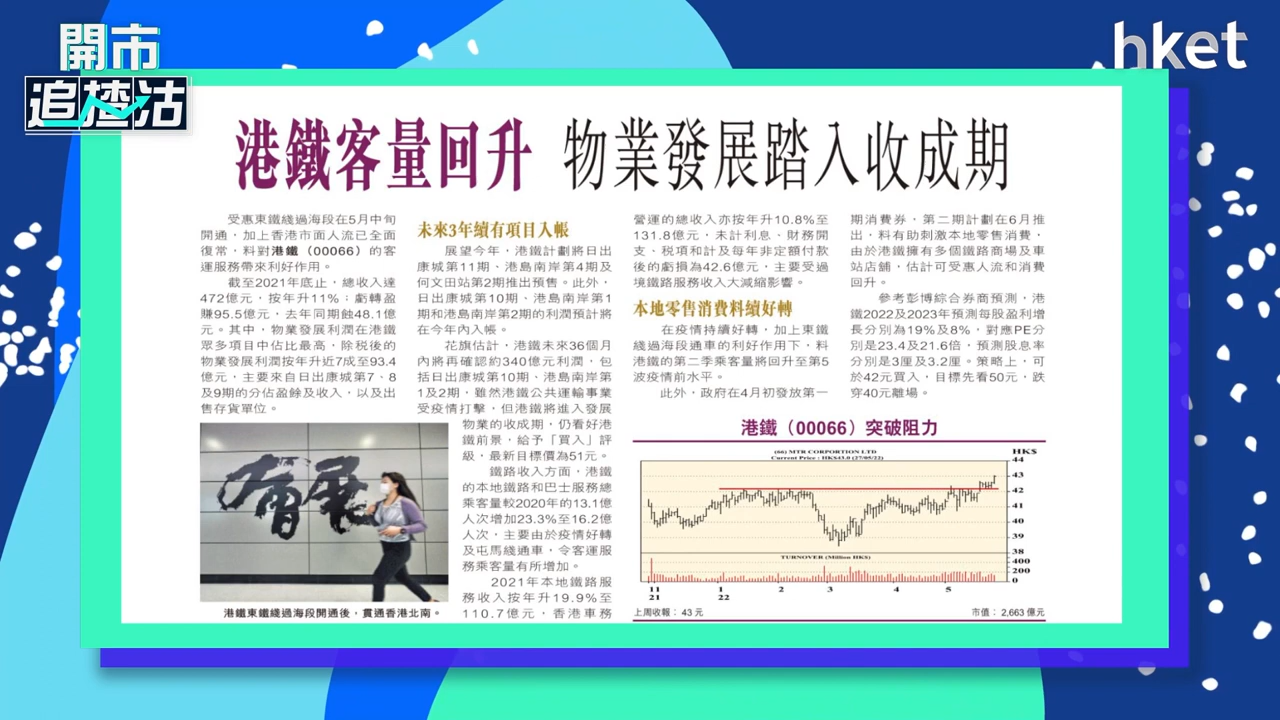 開市
追揸沽
hket
港鐵客量回升 物業發展踏入收成期
受惠東鐵綫過海段在5月中旬
開通，加上香港市面人流已全面
復常，料對港鐵（00066）的客
運服務帶來利好作用。
截至2021年底止，總收入達
472億元，按年升11%；虧轉盈
賺95.5億元，去年同期蝕48.1億
元。其中，物業發展利潤在港鐵
眾多項目中佔比最高，除稅後的
物業發展利潤按年升近7成至93.4
億元，主要來自日出康城第7、8
及9期的分佔盈餘及收入，以及出
售存貨單位。
港鐵東鐵綫過海段開通後，貫通香港北南。
未來3年續有項目入帳
展望今年，港鐵計劃將日出
康城第11期、港島南岸第4期及
何文田站第2期推出預售。此外，
日出康城第10期、港島南岸第1
期和港島南岸第2期的利潤預計將
在今年內入帳。
花旗估計，港鐵未來36個月
內將再確認約340億元利潤，包
括日出康城第10期、港島南岸第
1及2期，雖然港鐵公共運輸事業
受疫情打擊，但港鐵將進入發展
物業的收成期，仍看好港
鐵前景，給予「買入」評
級，最新目標價為51元。
鐵路收入方面，港鐵
的本地鐵路和巴士服務總
乘客量較2020年的13.1億
人次增加23.3%至16.2億
人次，主要由於疫情好轉
及屯馬綫通車，令客運服
務乘客量有所增加。
2021年本地鐵路服
務收入按年升19.9%至
110.7億元，香港車務
營運的總收入亦按年升10.8%至
131.8億元，未計利息、財務開
支、稅項和計及每年非定額付款
後的虧損為42.6億元，主要受過
境鐵路服務收入大減縮影響。
本地零售消費料續好轉
在疫情持續好轉，加上東鐵
綫過海段通車的利好作用下，料
港鐵的第二季乘客量將回升至第5
波疫情前水平。
此外，政府在4月初發放第一
期消費券，第二期計劃在6月推
出，料有助刺激本地零售消費，
由於港鐵擁有多個鐵路商場及車
站店舖，估計可受惠人流和消費
回升。
參考彭博綜合券商預測，港
鐵2022及2023年預測每股盈利增
長分別為19%及8%，對應PE分
別是23.4及21.6倍，預測股息率
分別是3厘及3.2厘。策略上，可
於42元買入，目標先看50元，跌
穿40元離場。
港鐵（00066）突破阻力
(66) MTR CORPORTION LTD
Current Price : HK$43.0 (27/05/22)
HK$
44
43
42
41
40
39
38
TURNOVER (Million HK$)
400
200
0
11 1 2 3 4 5
21 22
上周收報： 43 元
市值： 2,663 億元